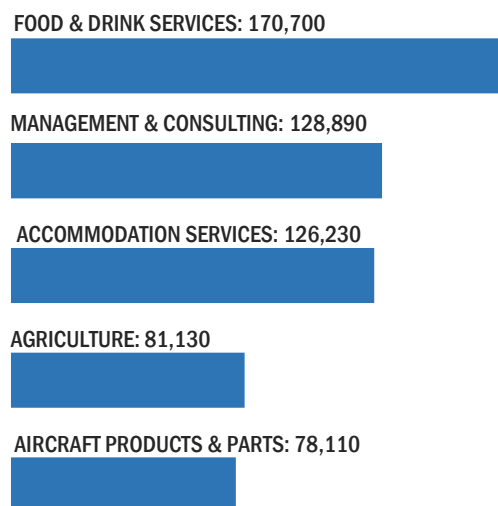 FOOD & DRINK SERVICES: 170,700
MANAGEMENT & CONSULTING: 128,890
ACCOMMODATION SERVICES: 126,230
AGRICULTURE: 81,130
AIRCRAFT PRODUCTS & PARTS: 78,110